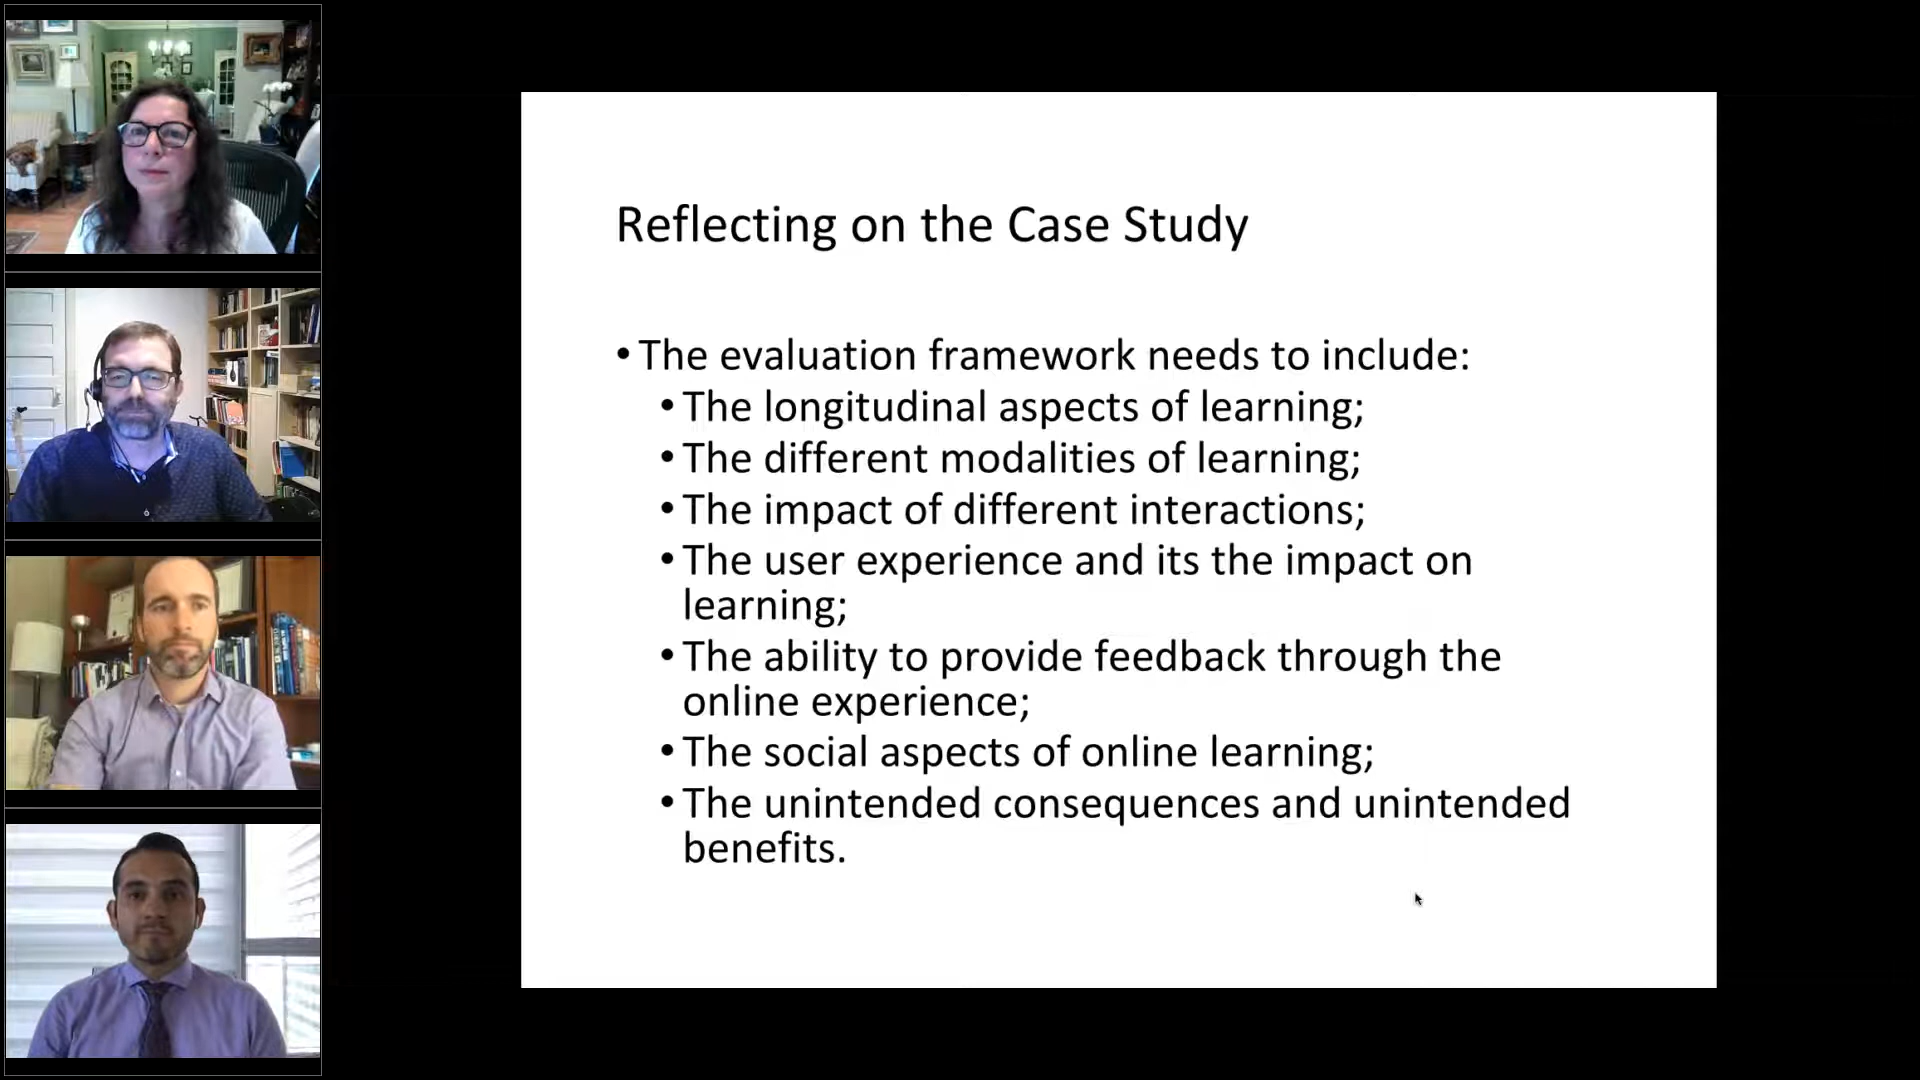 Reflecting on the Case Study
• The evaluation framework needs to include:
• The longitudinal aspects of learning;
• The different modalities of learning;
• The impact of different interactions;
• The user experience and its the impact on
learning;
• The ability to provide feedback through the
online experience;
• The social aspects of online learning;
• The unintended consequences and unintended
benefits.